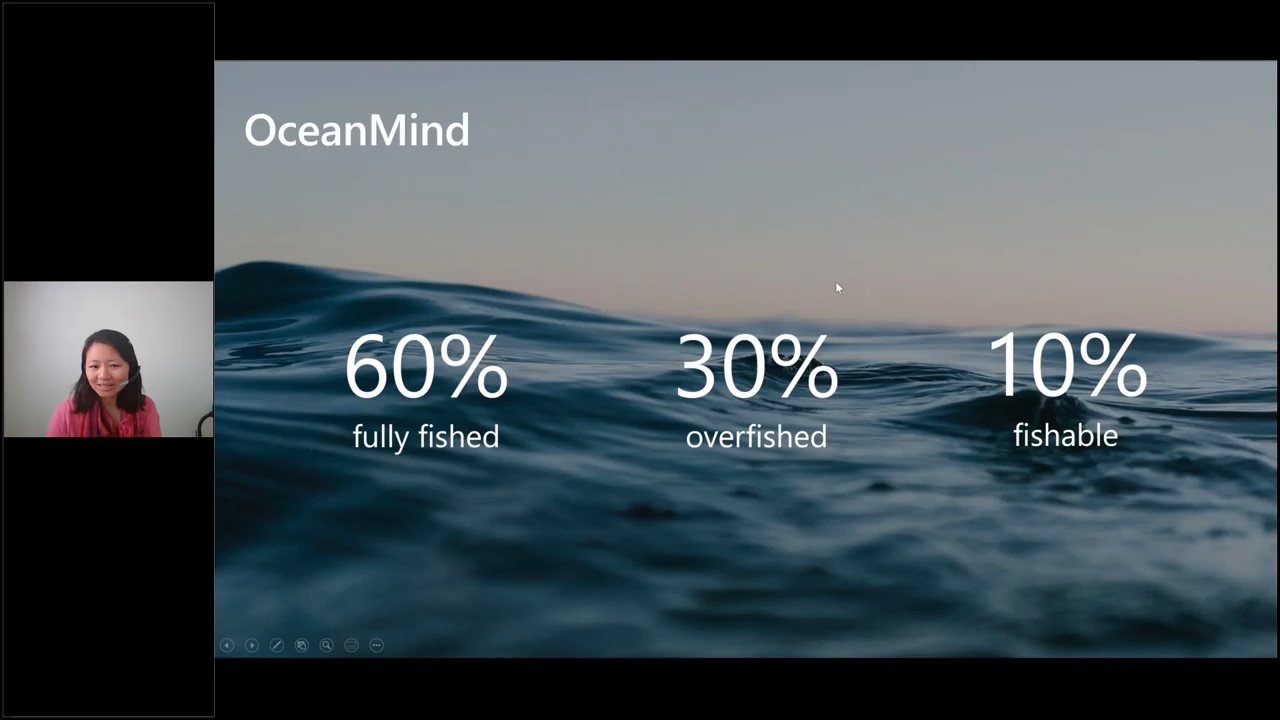 OceanMind
60%
fully fished
30%
overfished
10%
fishable